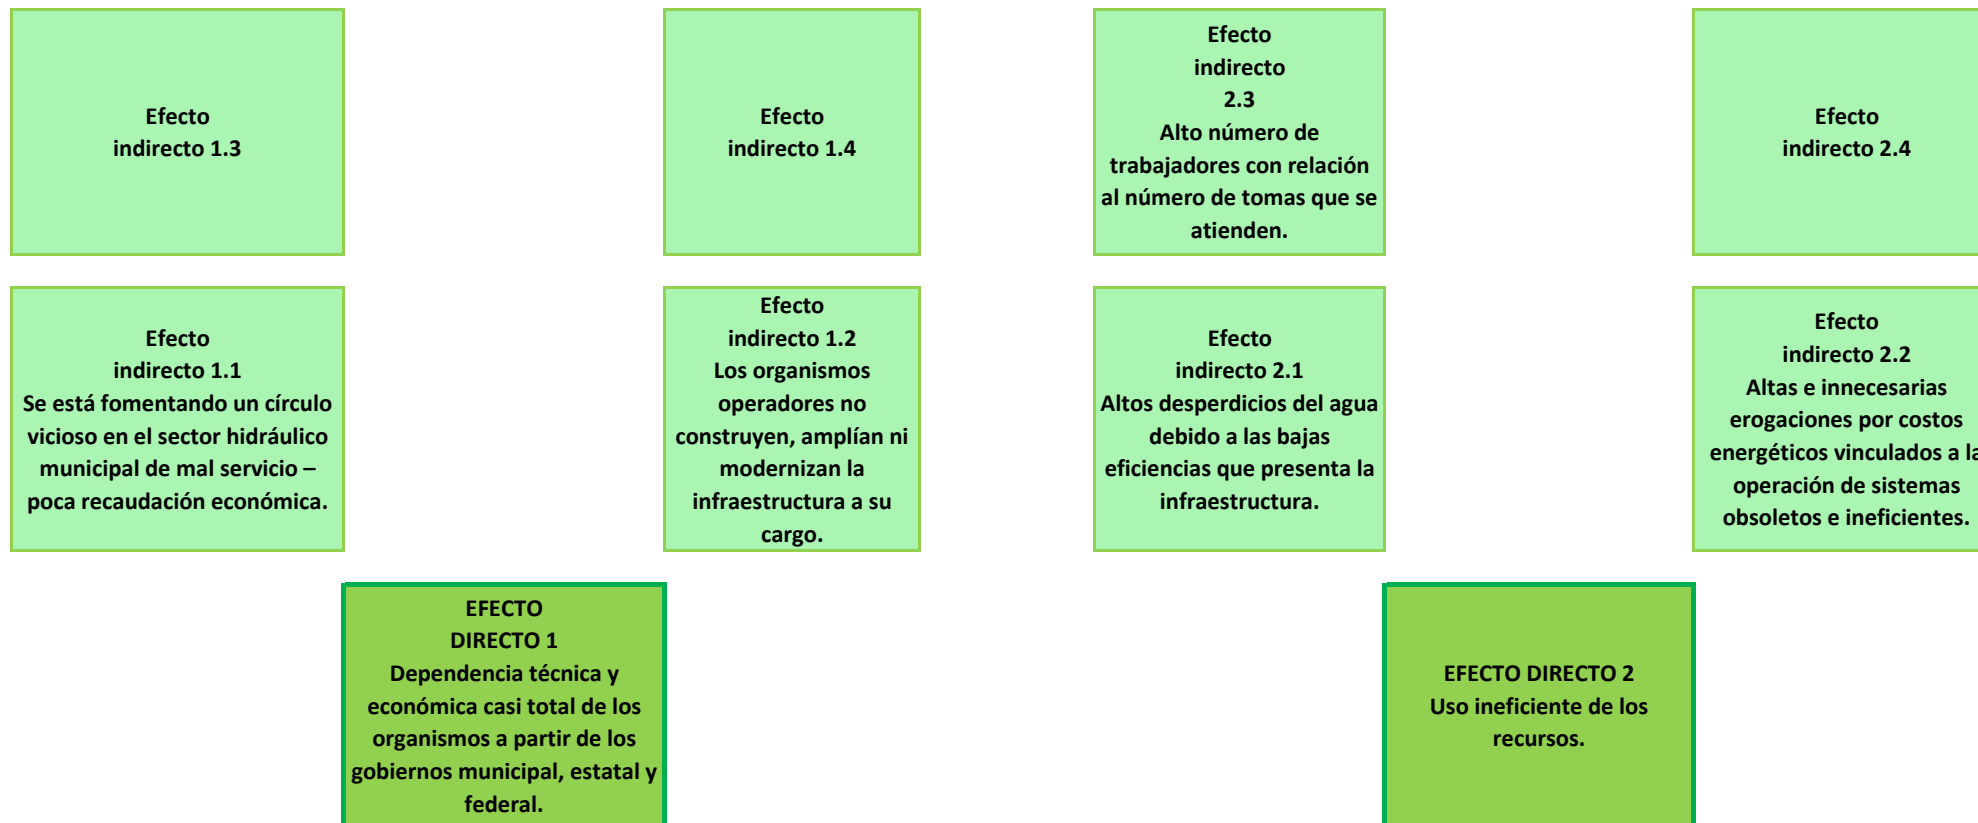 Efecto
indirecto 1.3
Efecto
indirecto 1.4
Efecto
indirecto
2.3
Alto número de
trabajadores con relación
al número de tomas que se
atienden.
Efecto
indirecto 2.4
Efecto
indirecto 1.1
Se está fomentando un círculo
vicioso en el sector hidráulico
municipal de mal servicio –
poca recaudación económica.
Efecto
indirecto 1.2
Los organismos
operadores no
construyen, amplían ni
modernizan la
infraestructura a su
cargo.
Efecto
indirecto 2.1
Altos desperdicios del agua
debido a las bajas
eficiencias que presenta la
infraestructura.
Efecto
indirecto 2.2
Altas e innecesarias
erogaciones por costos
energéticos vinculados a la
operación de sistemas
obsoletos e ineficientes.
EFECTO
DIRECTO 1
Dependencia técnica y
económica casi total de los
organismos a partir de los
gobiernos municipal, estatal y
federal.
EFECTO DIRECTO 2
Uso ineficiente de los
recursos.